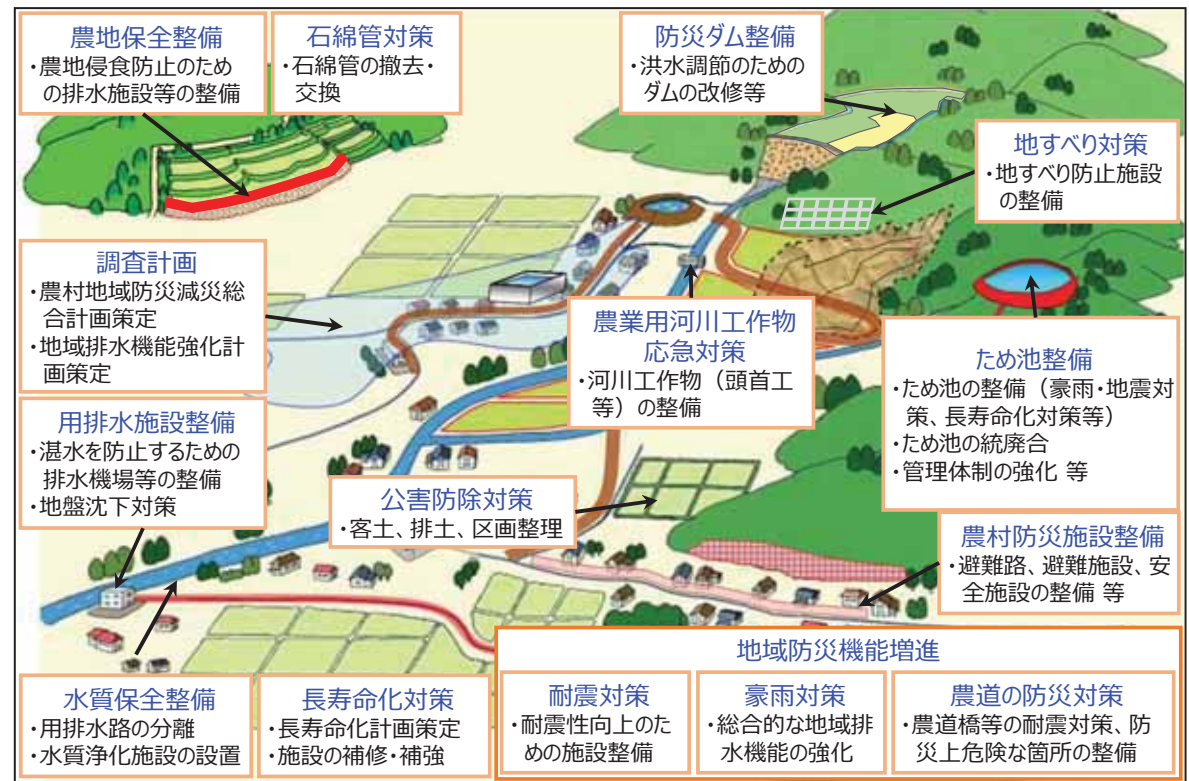 農地保全整備
・農地侵食防止のため
の排水施設等の整備
石綿管対策
・石綿管の撤去・
交換
防災ダム整備
・洪水調節のための
ダムの改修等
地すべり対策
・地すべり防止施設
の整備
調査計画
・農村地域防災減災総
合計画策定
・地域排水機能強化計
画策定
農業用河川工作物
応急対策
・河川工作物（頭首工
等）の整備
ため池整備
・ため池の整備（豪雨・地震対
策、長寿命化対策等）
・ため池の統廃合
・管理体制の強化 等
用排水施設整備
・湛水を防止するための
排水機場等の整備
・地盤沈下対策
公害防除対策
・客土、排土、区画整理
農村防災施設整備
・避難路、避難施設、安
全施設の整備 等
水質保全整備
・用排水路の分離
・水質浄化施設の設置
長寿命化対策
・長寿命化計画策定
・施設の補修・補強
地域防災機能増進
耐震対策
・耐震性向上のた
めの施設整備
豪雨対策
・総合的な地域排
水機能の強化
農道の防災対策
・農道橋等の耐震対策、防
災上危険な箇所の整備